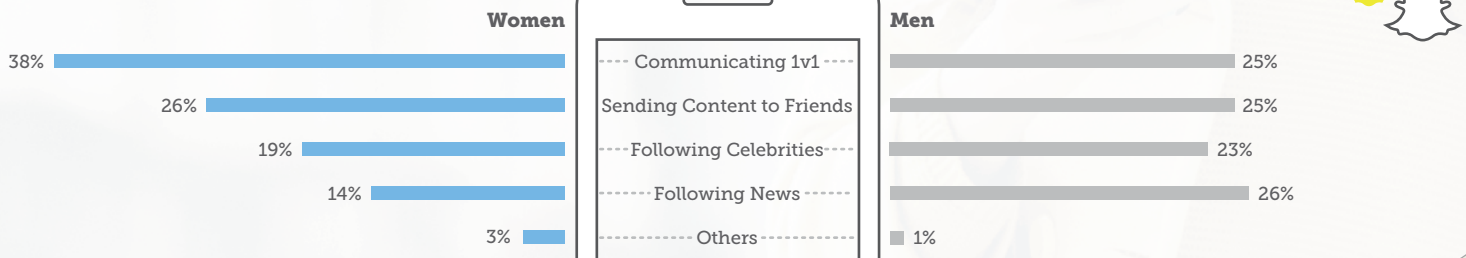 Women Men
38% Communicating 1v1 25%
26% Sending Content to Friends 25%
19% Following Celebrities 23%
14% Following News 26%
3% Others 1%